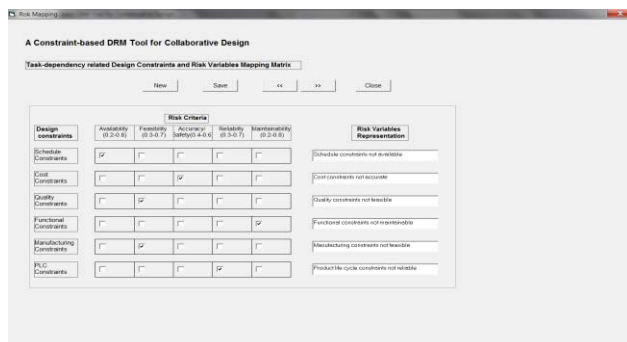 Risk Mapping
A Constraint-based DRM Tool for Collaborative Design
Task-dependency related Design Constraints and Risk Variables Mapping Matrix
New Save << >> Close
Risk Criteria
Design constraints
Availability (0.2-0.8)
Feasibility (0.3-0.7)
Accuracy/ Safety(0.4-0.6
Reliability (0.3-0.7)
Maintainability (0.2-0.8)
Risk Variables Representation
Schedule Constraints
Schedule constraints not available
Cost Constraints
Cost constraints not accurate
Quality Constraints
Quality constraints not feasible
Functional Constraints
Functional constraints not maintainable
Manufacturing Constraints
Manufacturing constraints not feasible
PLC Constraints
Product life cycle constraints not reliable